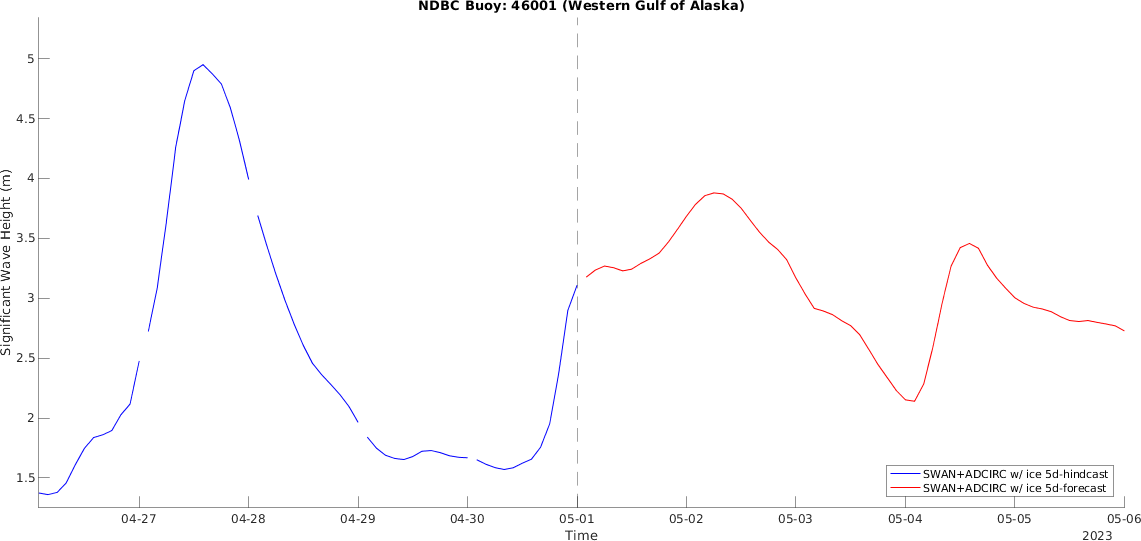 NDBC Buoy: 46001 (Western Gulf of Alaska)
Significant Wave Height (m)
5
4.5
4
3.5
3
2.5
2
1.5
SWAN+ADCIRC w/ ice 5d-hindcast
SWAN+ADCIRC w/ ice 5d-forecast
04-27 04-28 04-29 04-30 05-01 05-02 05-03 05-04 05-05 05-06
Time
2023